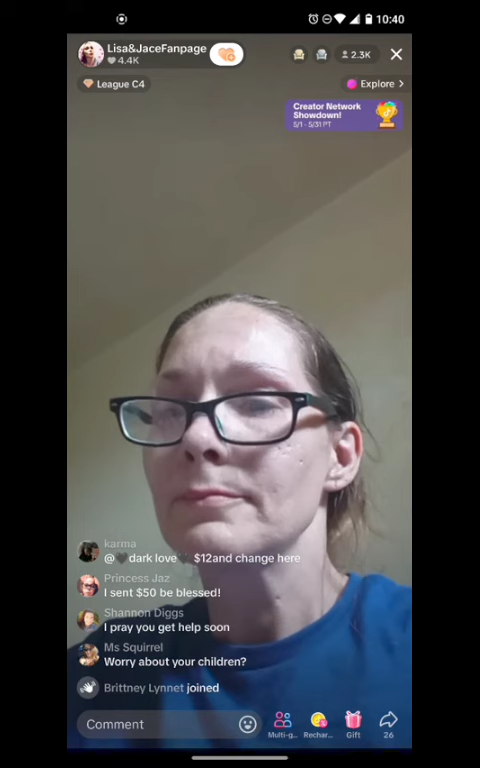 10:40
Lisa&JaceFanpage
4.4K
2.3K
League C4
Explore >
Creator Network
Showdown!
5/1 - 5/31 PT
karma
@🖤dark love🖤 $12and change here
Princess Jaz
I sent $50 be blessed!
Shannon Diggs
I pray you get help soon
Ms Squirrel
Worry about your children?
Brittney Lynnet joined
Comment
Multi-g... Rechar... Gift 26